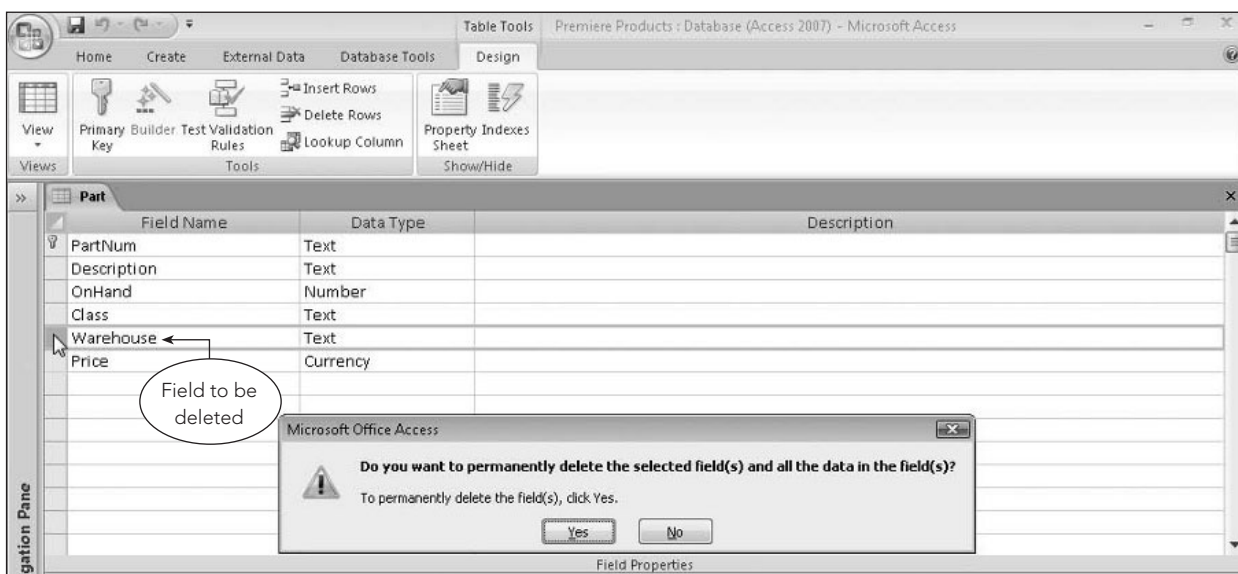 Table Tools Premiere Products : Database (Access 2007) - Microsoft Access
Home Create External Data Database Tools Design
View
Views
Primary Key
Builder
Test Validation Rules
Insert Rows
Delete Rows
Lookup Column
Tools
Property Sheet
Indexes
Show/Hide
Part
Field Name Data Type Description
PartNum Text
Description Text
OnHand Number
Class Text
Warehouse Text
Price Currency
Field to be
deleted
Microsoft Office Access
Do you want to permanently delete the selected field(s) and all the data in the field(s)?
To permanently delete the field(s), click Yes.
Yes No
gation Pane
Field Properties